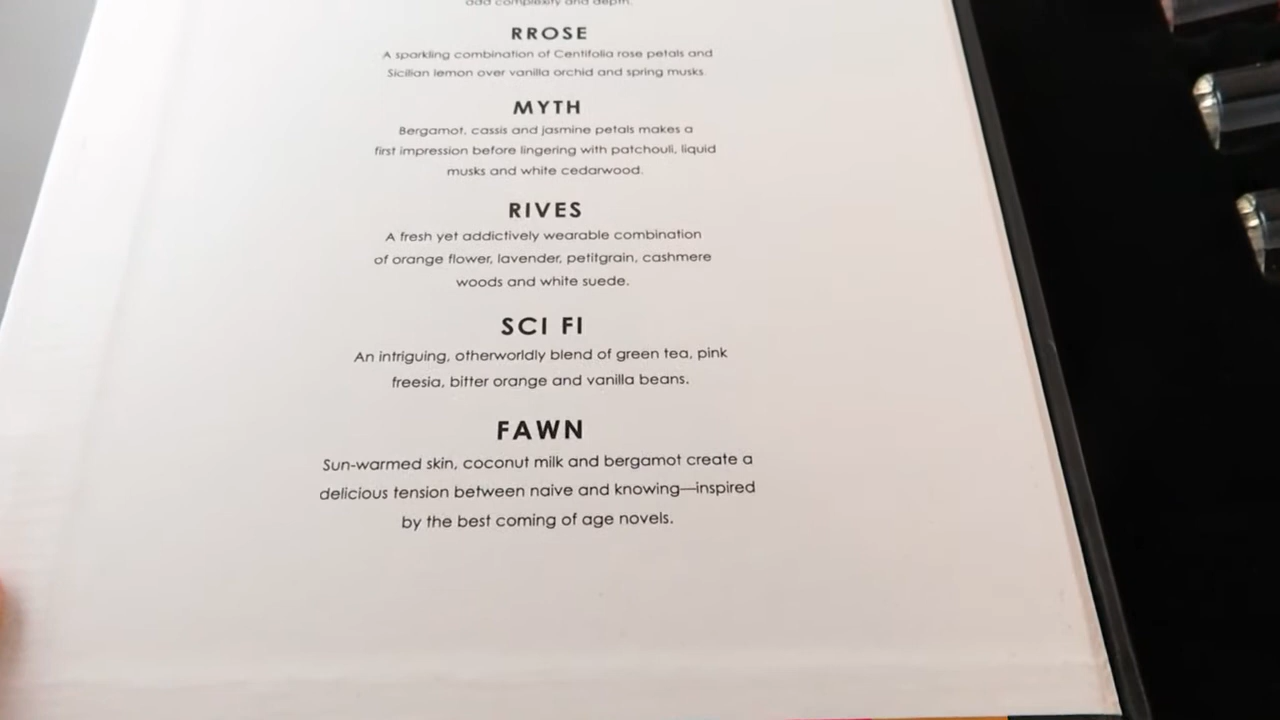 add complexity and depth.
RROSE
A sparkling combination of Centifolia rose petals and
Sicilian lemon over vanilla orchid and spring musks.
MYTH
Bergamot, cassis and jasmine petals makes a
first impression before lingering with patchouli, liquid
musks and white cedarwood.
RIVES
A fresh yet addictively wearable combination
of orange flower, lavender, petitgrain, cashmere
woods and white suede.
SCI FI
An intriguing, otherworldly blend of green tea, pink
freesia, bitter orange and vanilla beans.
FAWN
Sun-warmed skin, coconut milk and bergamot create a
delicious tension between naive and knowing—inspired
by the best coming of age novels.